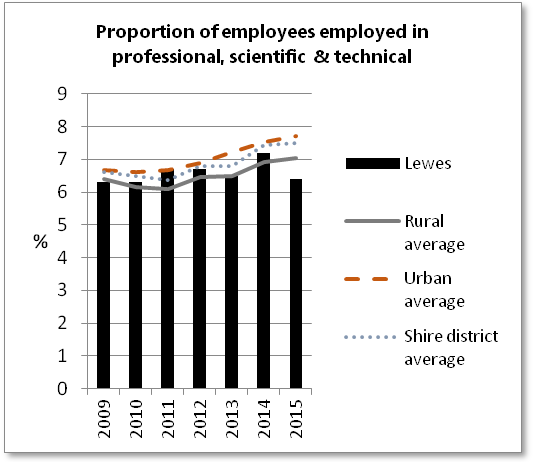 Proportion of employees employed in
professional, scientific & technical
9
8
7
6
5
4
3
2
1
0
%
2009
2010
2011
2012
2013
2014
2015
Lewes
Rural
average
Urban
average
Shire district
average